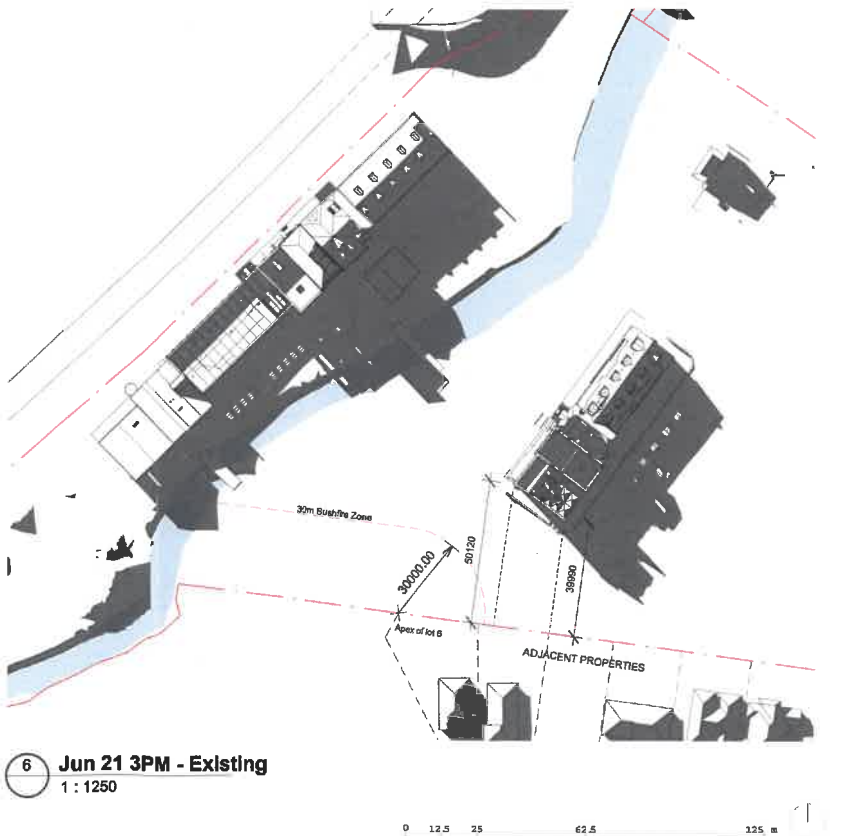 30m Bushfire Zone
30000.00
50120
39990
Apex of lot 6
ADJACENT PROPERTIES
6
Jun 21 3PM - Existing
1 : 1250
0 12.5 25 62.5 125 m